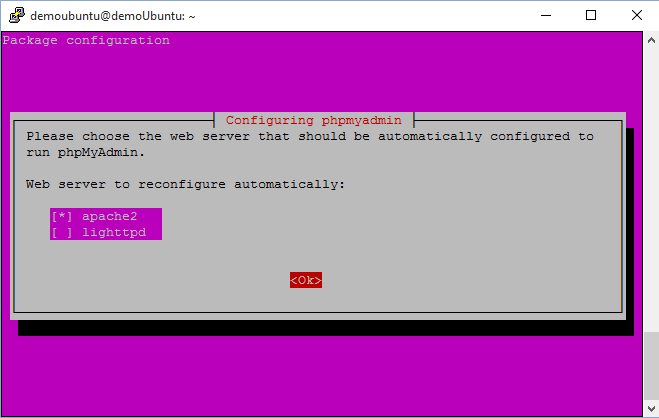 demoubuntu@demoUbuntu: ~
Package configuration
Configuring phpmyadmin
Please choose the web server that should be automatically configured to
run phpMyAdmin.
Web server to reconfigure automatically:
[*] apache2
[ ] lighttpd
<Ok>